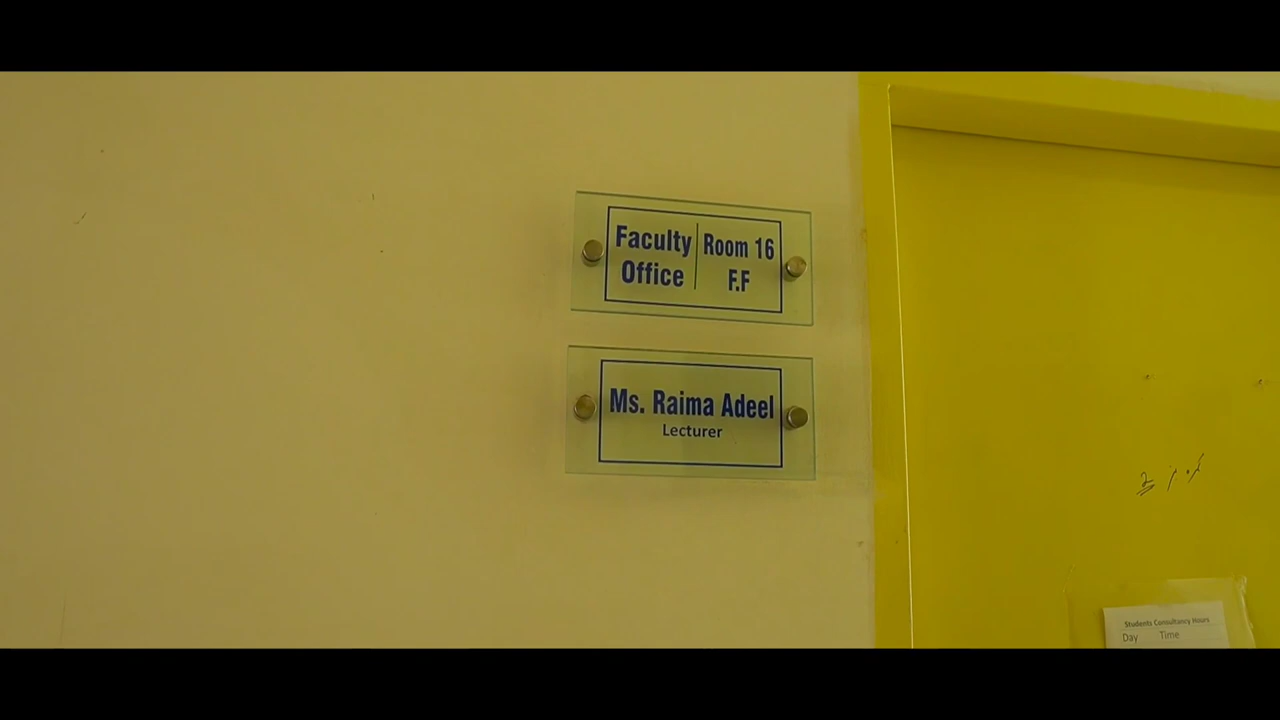 Faculty Office
Room 16 F.F
Ms. Raima Adeel
Lecturer
Students Consultancy Hours
Day Time